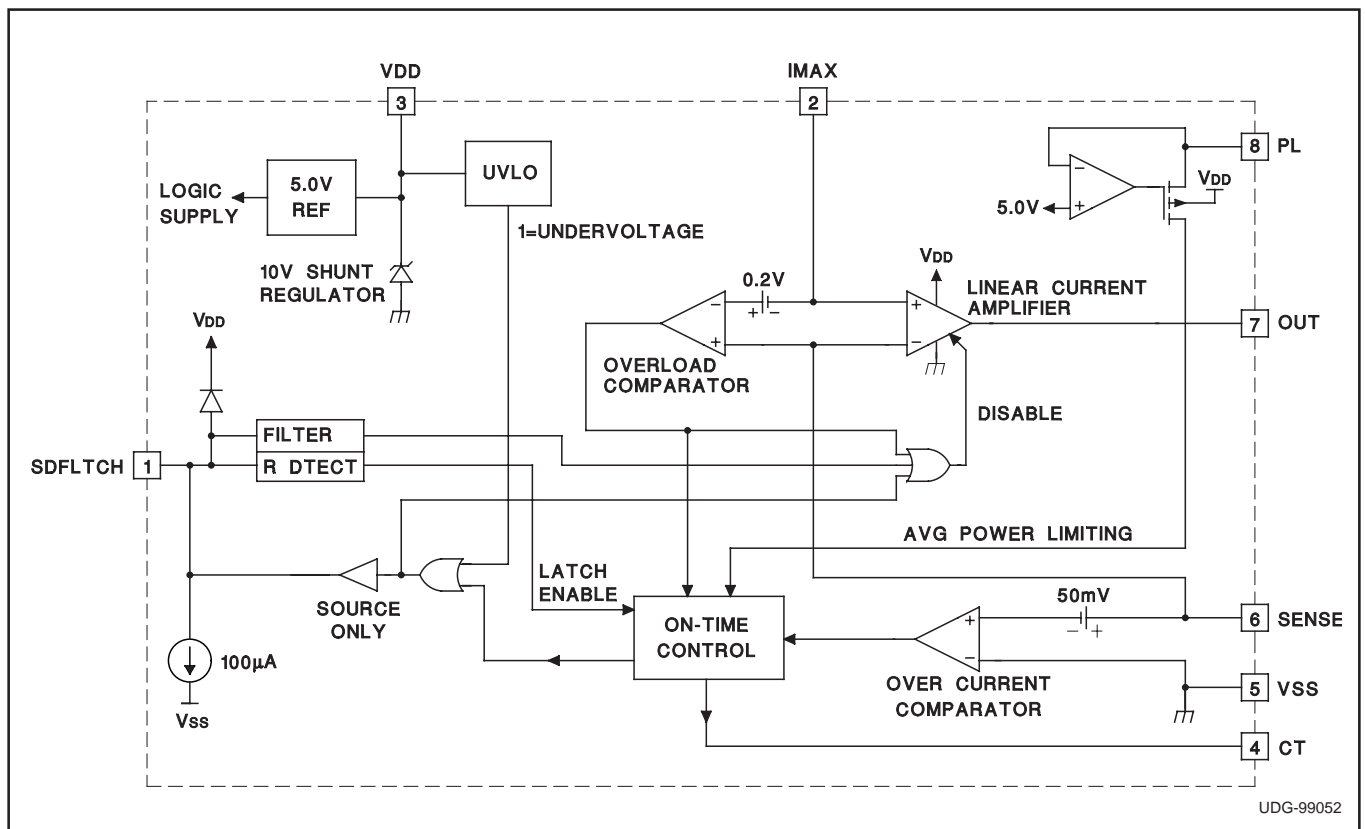 VDD
3
IMAX
2
8 PL
VDD
5.0V
5.0V
REF
LOGIC
SUPPLY
UVLO
1=UNDERVOLTAGE
10V SHUNT
REGULATOR
0.2V
VDD
LINEAR CURRENT
AMPLIFIER
7 OUT
OVERLOAD
COMPARATOR
VDD
DISABLE
SDFLTCH 1
FILTER
R DTECT
AVG POWER LIMITING
LATCH
ENABLE
SOURCE
ONLY
ON-TIME
CONTROL
50mV
6 SENSE
100µA
VSS
OVER CURRENT
COMPARATOR
5 VSS
4 CT
- +
+ -
+ -
- +
- +
+ -
UDG-99052